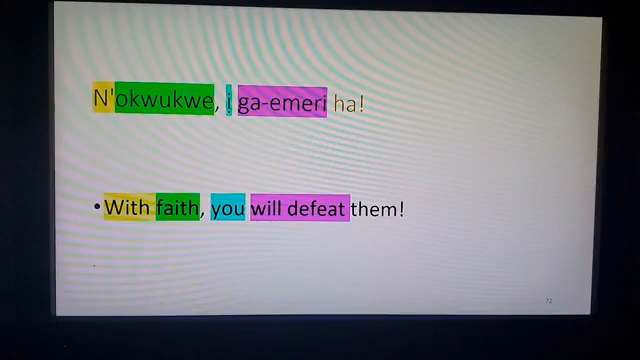 N'okwukwe, i ga-emeri ha!
•With faith, you will defeat them!
72